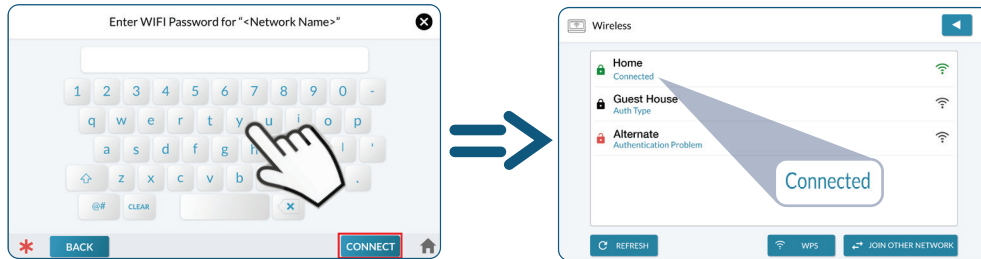 Enter WIFI Password for "<Network Name>"
1 2 3 4 5 6 7 8 9 0 -
q w e r t y u i o p
a s d f g h l '
z x c v b .
@# CLEAR
BACK CONNECT
Wireless
Home
Connected
Guest House
Auth Type
Alternate
Authentication Problem
Connected
REFRESH WPS JOIN OTHER NETWORK